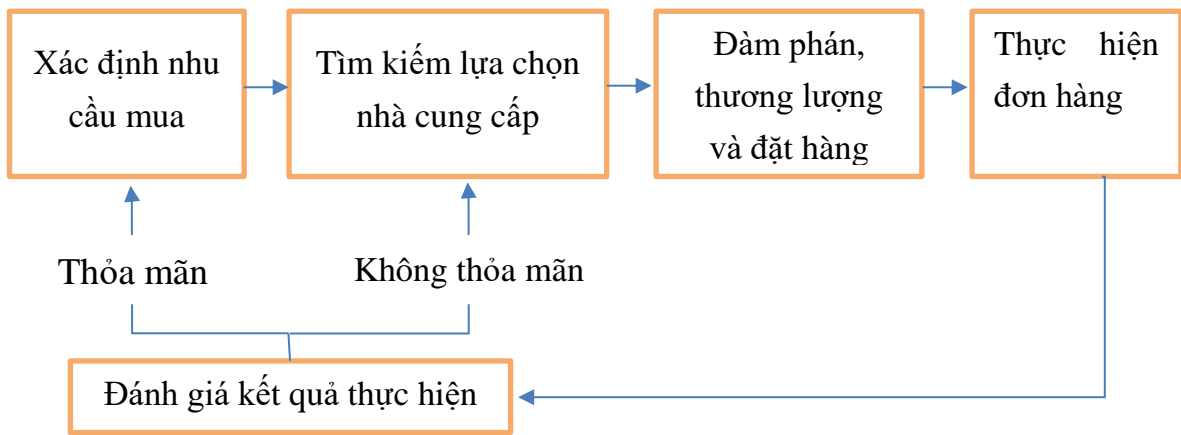 Xác định nhu
cầu mua
Tìm kiếm lựa chọn
nhà cung cấp
Đàm phán,
thương lượng
và đặt hàng
Thực hiện
đơn hàng
Thỏa mãn
Không thỏa mãn
Đánh giá kết quả thực hiện